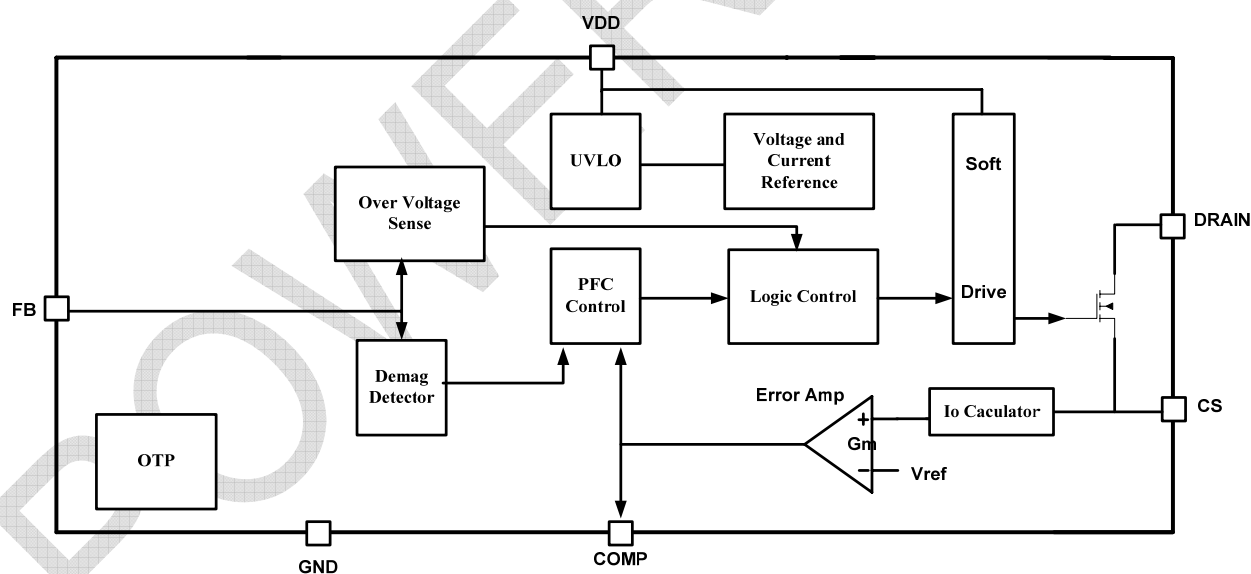 VDD
UVLO
Voltage and
Current
Reference
Soft
Drive
Over Voltage
Sense
DRAIN
FB
PFC
Control
Logic Control
Demag
Detector
Error Amp
+
Gm
−
Vref
Io Caculator
CS
OTP
GND
COMP
POWER